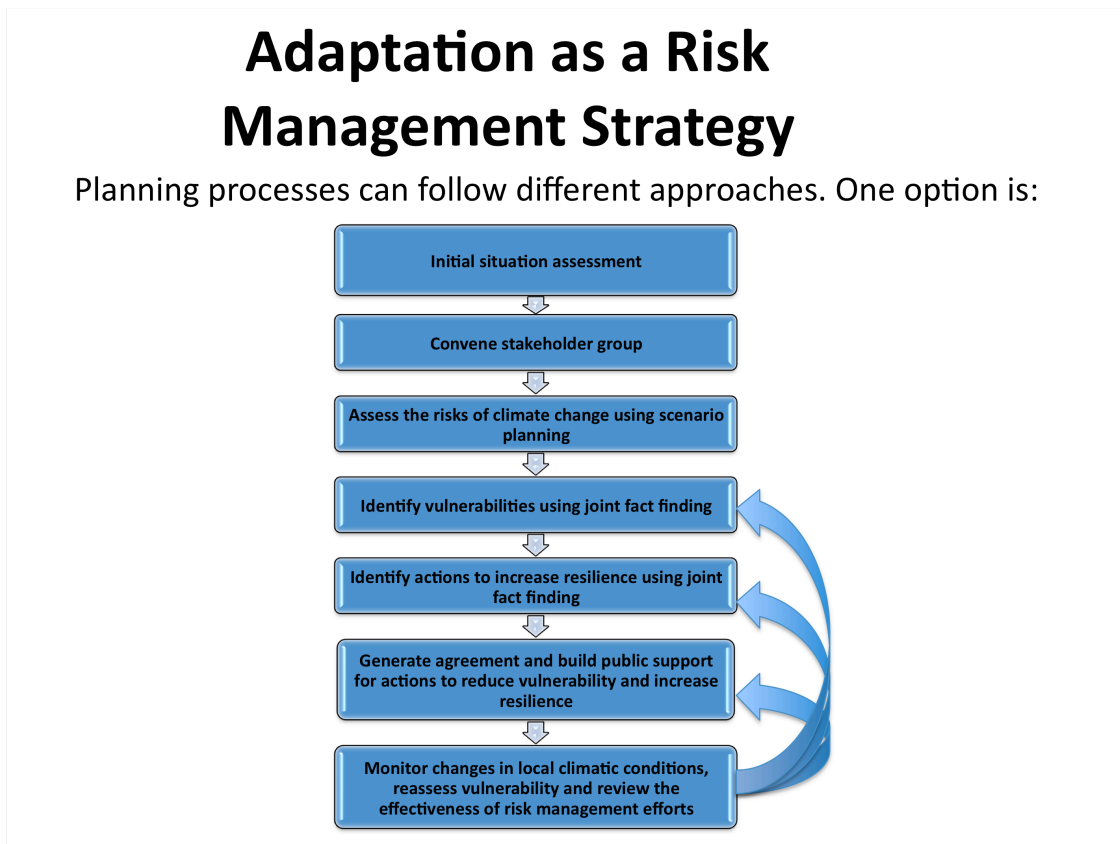 Adaptation as a Risk
Management Strategy
Planning processes can follow different approaches. One option is:
Initial situation assessment
Convene stakeholder group
Assess the risks of climate change using scenario
planning
Identify vulnerabilities using joint fact finding
Identify actions to increase resilience using joint
fact finding
Generate agreement and build public support
for actions to reduce vulnerability and increase
resilience
Monitor changes in local climatic conditions,
reassess vulnerability and review the
effectiveness of risk management efforts